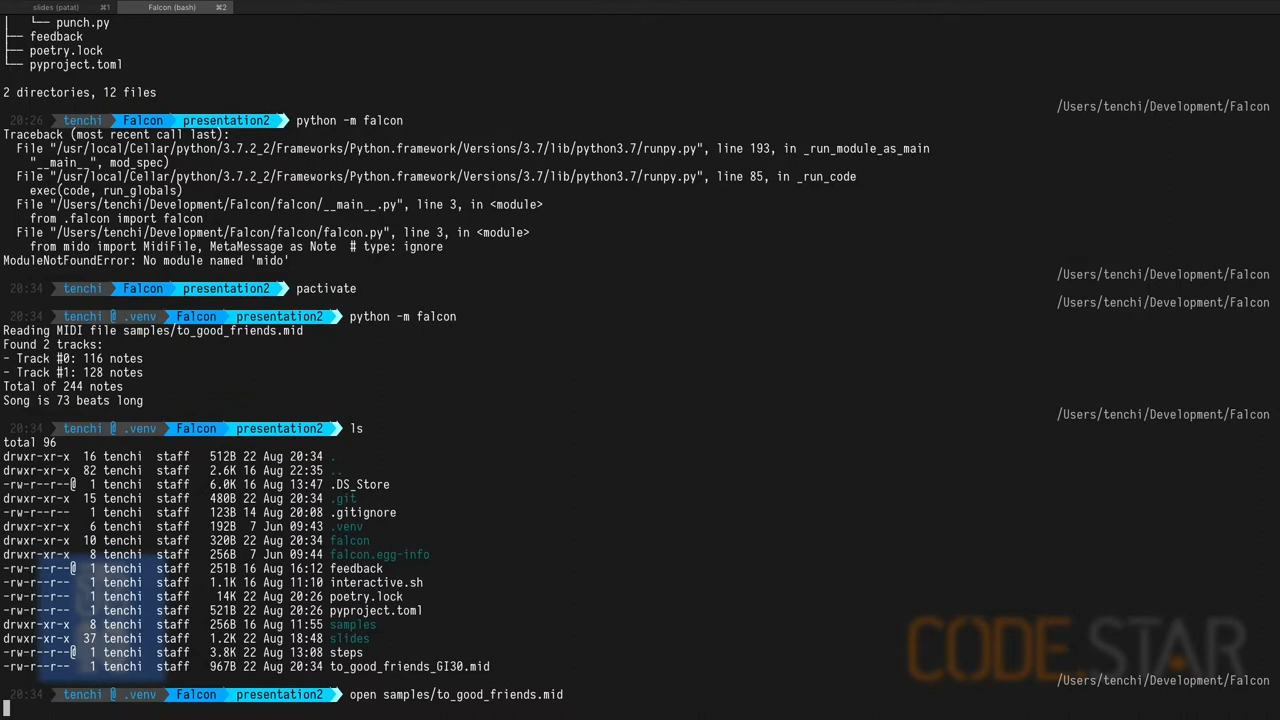 slides (patat) ⌘1 Falcon (bash) ⌘2
│   └── punch.py
├── feedback
├── poetry.lock
└── pyproject.toml
2 directories, 12 files
/Users/tenchi/Development/Falcon
20:26 tenchi Falcon presentation2 python -m falcon
Traceback (most recent call last):
File "/usr/local/Cellar/python/3.7.2_2/Frameworks/Python.framework/Versions/3.7/lib/python3.7/runpy.py", line 193, in _run_module_as_main
"__main__", mod_spec)
File "/usr/local/Cellar/python/3.7.2_2/Frameworks/Python.framework/Versions/3.7/lib/python3.7/runpy.py", line 85, in _run_code
exec(code, run_globals)
File "/Users/tenchi/Development/Falcon/falcon/__main__.py", line 3, in <module>
from .falcon import falcon
File "/Users/tenchi/Development/Falcon/falcon/falcon.py", line 3, in <module>
from mido import MidiFile, MetaMessage as Note  # type: ignore
ModuleNotFoundError: No module named 'mido'
/Users/tenchi/Development/Falcon
20:34 tenchi Falcon presentation2 pactivate
/Users/tenchi/Development/Falcon
20:34 tenchi @ .venv Falcon presentation2 python -m falcon
Reading MIDI file samples/to_good_friends.mid
Found 2 tracks:
- Track #0: 116 notes
- Track #1: 128 notes
Total of 244 notes
Song is 73 beats long
/Users/tenchi/Development/Falcon
20:34 tenchi @ .venv Falcon presentation2 ls
total 96
drwxr-xr-x  16 tenchi  staff   512B 22 Aug 20:34 .
drwxr-xr-x  82 tenchi  staff   2.6K 16 Aug 22:35 ..
-rw-r--r--@  1 tenchi  staff   6.0K 16 Aug 13:47 .DS_Store
drwxr-xr-x  15 tenchi  staff   480B 22 Aug 20:34 .git
-rw-r--r--   1 tenchi  staff   123B 14 Aug 20:08 .gitignore
drwxr-xr-x   6 tenchi  staff   192B  7 Jun 09:43 .venv
drwxr-xr-x  10 tenchi  staff   320B 22 Aug 20:34 falcon
drwxr-xr-x   8 tenchi  staff   256B  7 Jun 09:44 falcon.egg-info
-rw-r--r--@  1 tenchi  staff   251B 16 Aug 16:12 feedback
-rw-r--r--   1 tenchi  staff   1.1K 16 Aug 11:10 interactive.sh
-rw-r--r--   1 tenchi  staff    14K 22 Aug 20:26 poetry.lock
-rw-r--r--   1 tenchi  staff   521B 22 Aug 20:26 pyproject.toml
drwxr-xr-x   8 tenchi  staff   256B 16 Aug 11:55 samples
drwxr-xr-x  37 tenchi  staff   1.2K 22 Aug 18:48 slides
-rw-r--r--@  1 tenchi  staff   3.8K 22 Aug 13:08 steps
-rw-r--r--   1 tenchi  staff   967B 22 Aug 20:34 to_good_friends_GI30.mid
/Users/tenchi/Development/Falcon
20:34 tenchi @ .venv Falcon presentation2 open samples/to_good_friends.mid
CODE.STAR